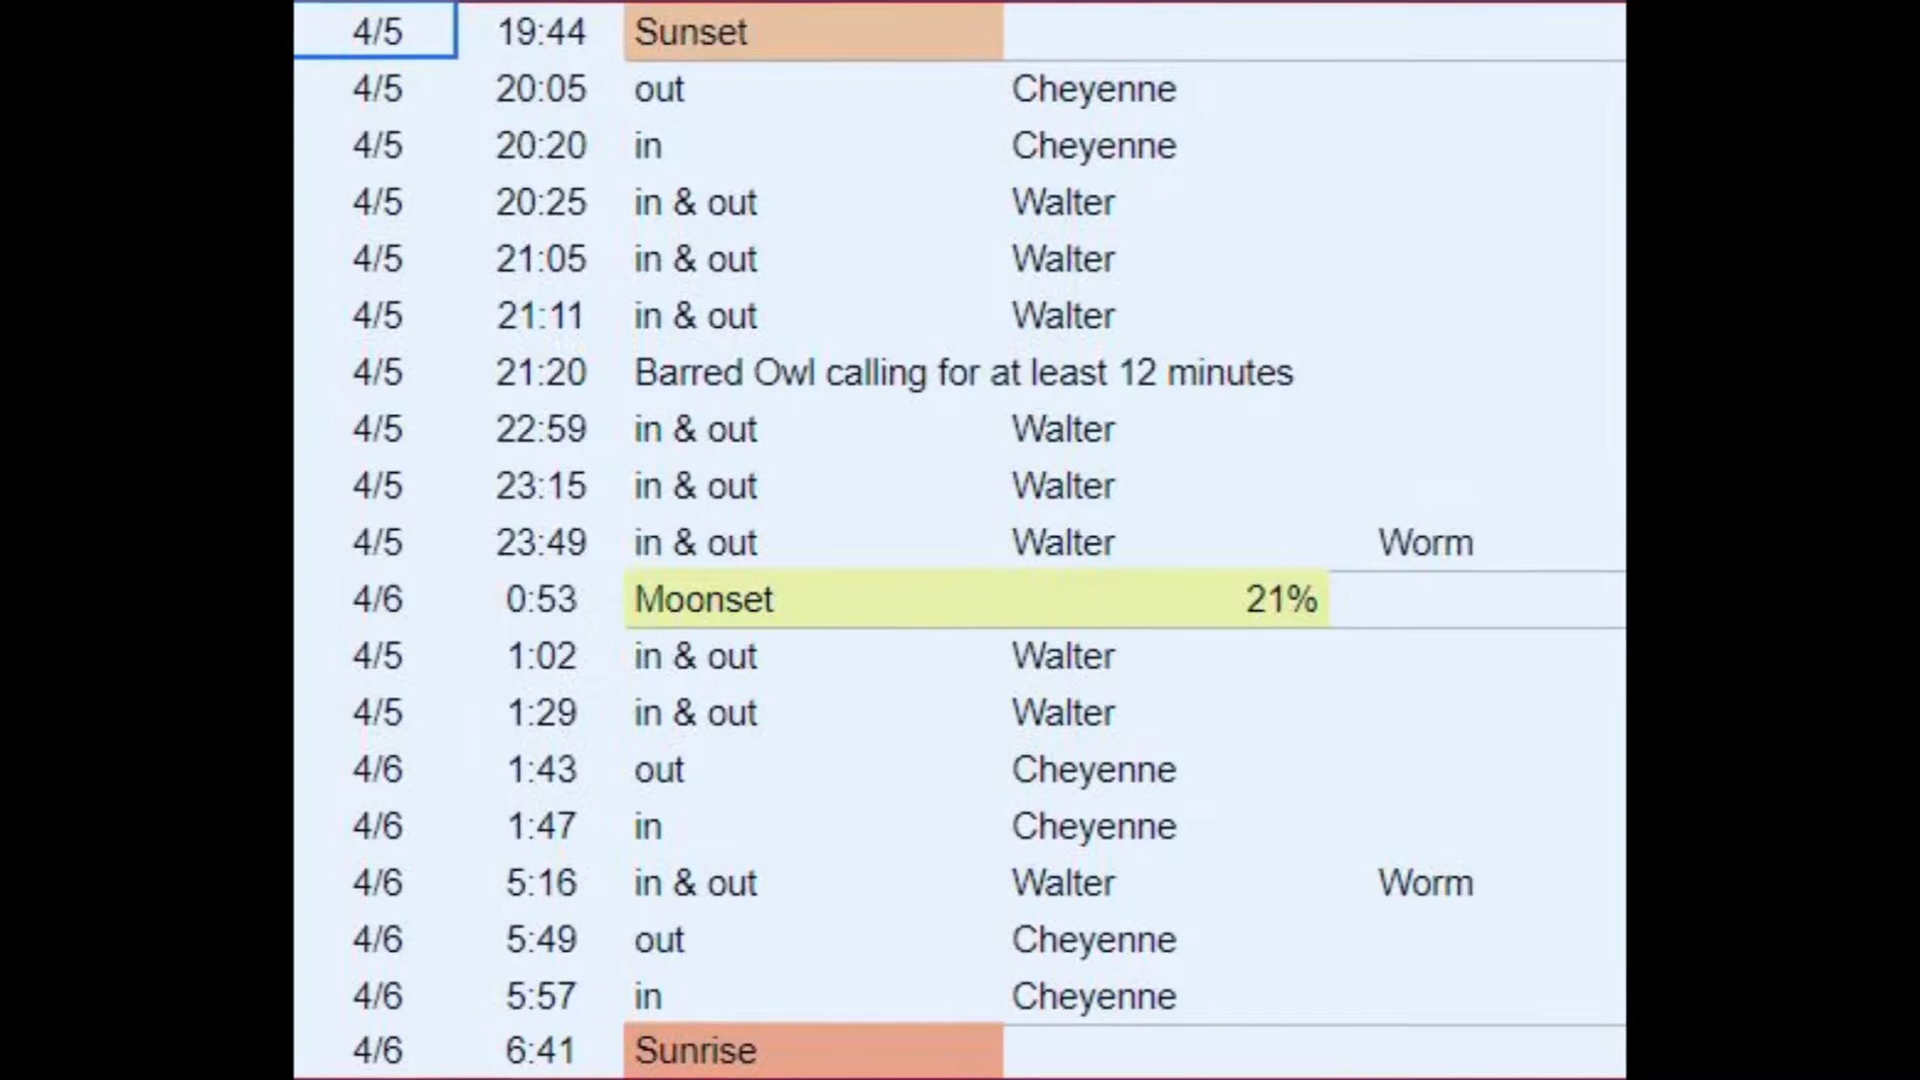 4/5 19:44 Sunset
4/5 20:05 out Cheyenne
4/5 20:20 in Cheyenne
4/5 20:25 in & out Walter
4/5 21:05 in & out Walter
4/5 21:11 in & out Walter
4/5 21:20 Barred Owl calling for at least 12 minutes
4/5 22:59 in & out Walter
4/5 23:15 in & out Walter
4/5 23:49 in & out Walter Worm
4/6 0:53 Moonset 21%
4/5 1:02 in & out Walter
4/5 1:29 in & out Walter
4/6 1:43 out Cheyenne
4/6 1:47 in Cheyenne
4/6 5:16 in & out Walter Worm
4/6 5:49 out Cheyenne
4/6 5:57 in Cheyenne
4/6 6:41 Sunrise